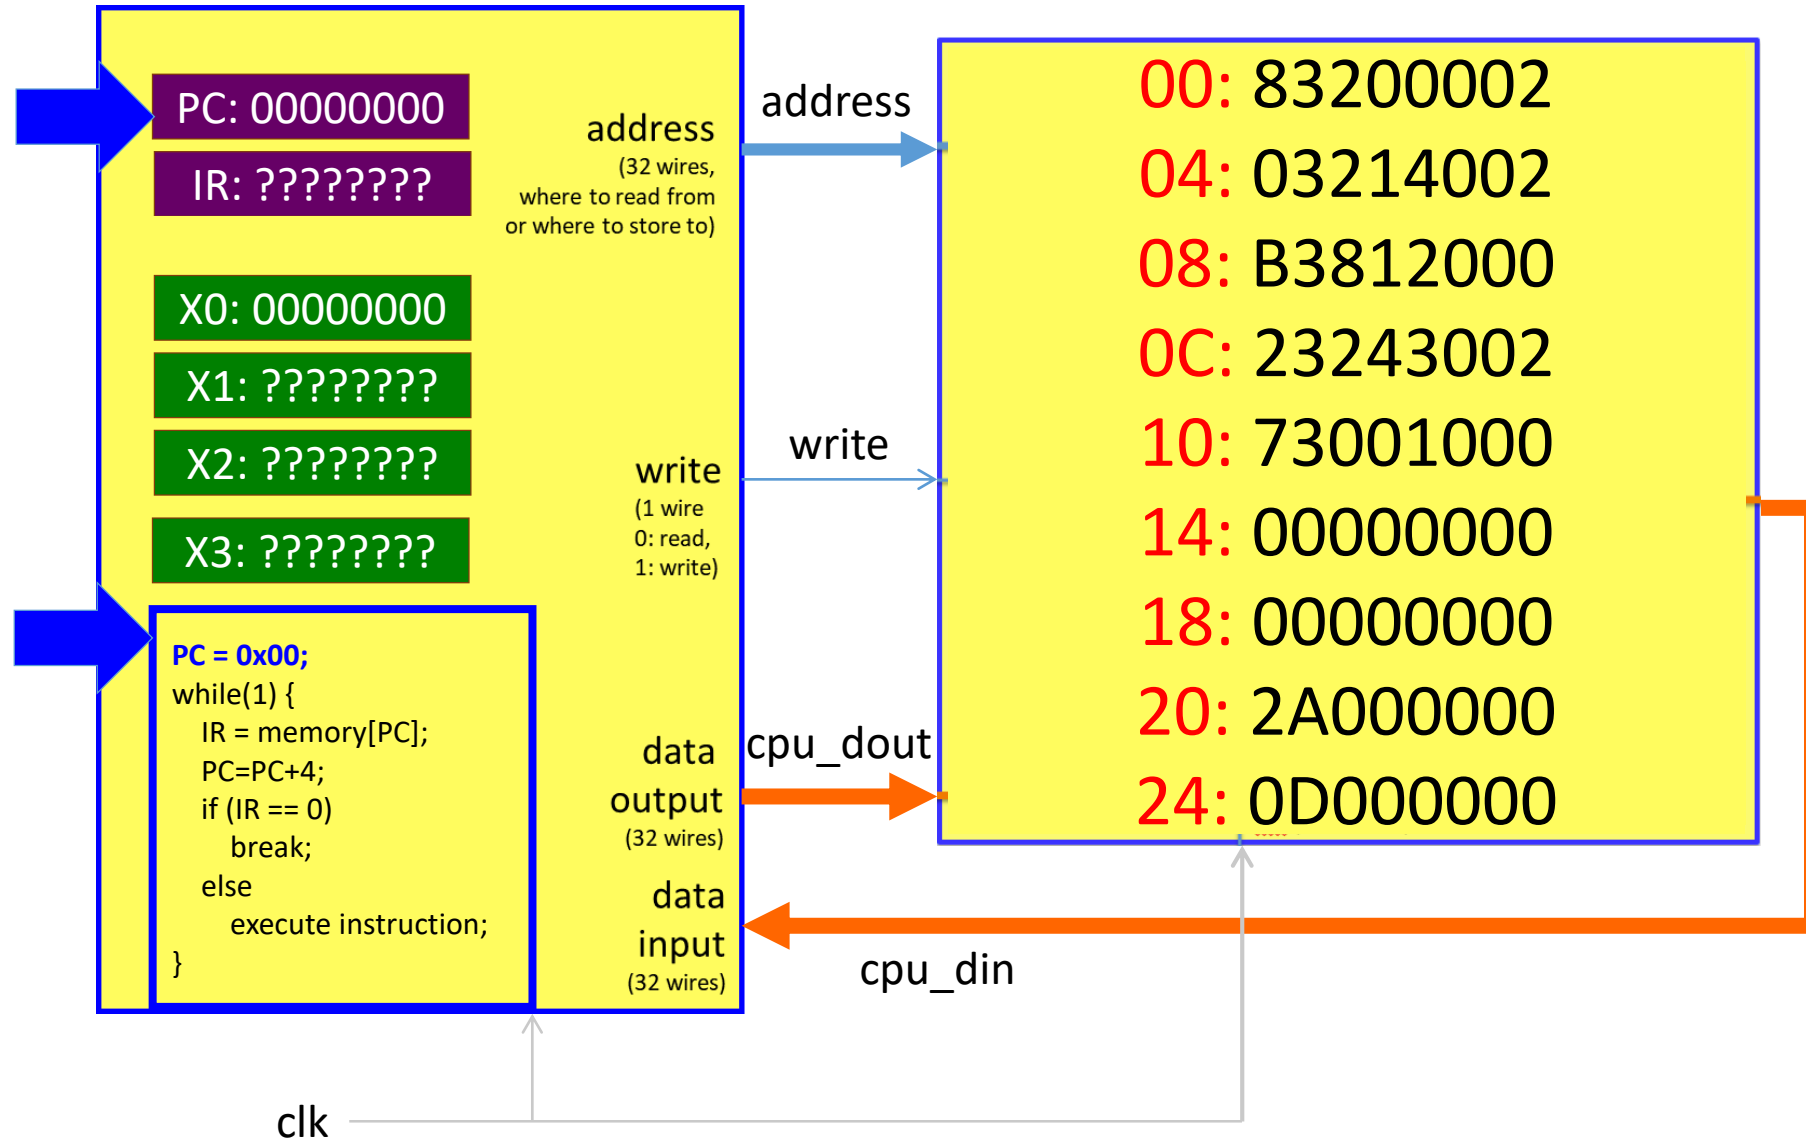 PC: 00000000
IR: ????????
X0: 00000000
X1: ????????
X2: ????????
X3: ????????
PC = 0x00;
while(1) {
IR = memory[PC];
PC=PC+4;
if (IR == 0)
break;
else
execute instruction;
}
address
(32 wires,
where to read from
or where to store to)
write
(1 wire
0: read,
1: write)
data
output
(32 wires)
data
input
(32 wires)
address
write
cpu_dout
cpu_din
clk
00: 83200002
04: 03214002
08: B3812000
0C: 23243002
10: 73001000
14: 00000000
18: 00000000
20: 2A000000
24: 0D000000